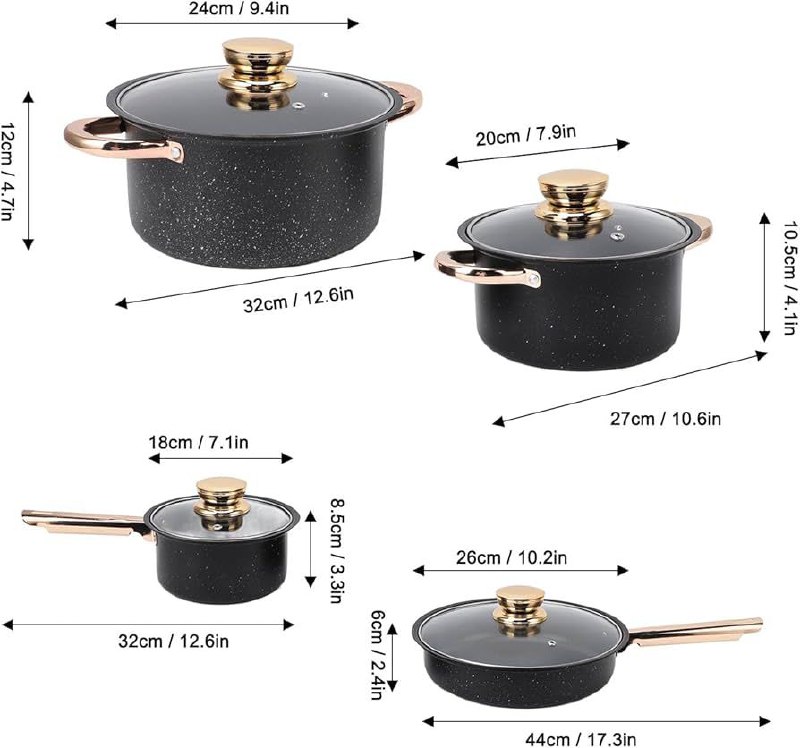 24cm / 9.4in
12cm / 4.7in
32cm / 12.6in
20cm / 7.9in
10.5cm / 4.1in
27cm / 10.6in
18cm / 7.1in
8.5cm / 3.3in
32cm / 12.6in
26cm / 10.2in
6cm / 2.4in
44cm / 17.3in